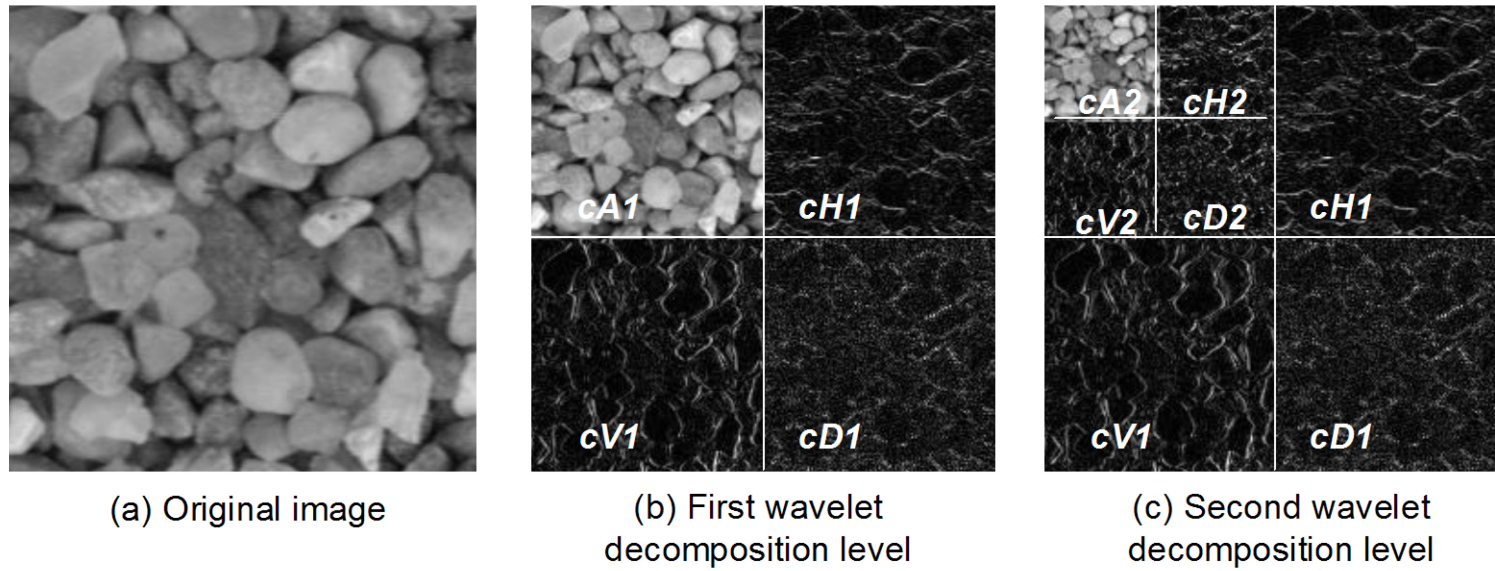 cA1
cH1
cV1
cD1
cA2
cH2
cV2
cD2
cH1
cV1
cD1
(a) Original image
(b) First wavelet
decomposition level
(c) Second wavelet
decomposition level